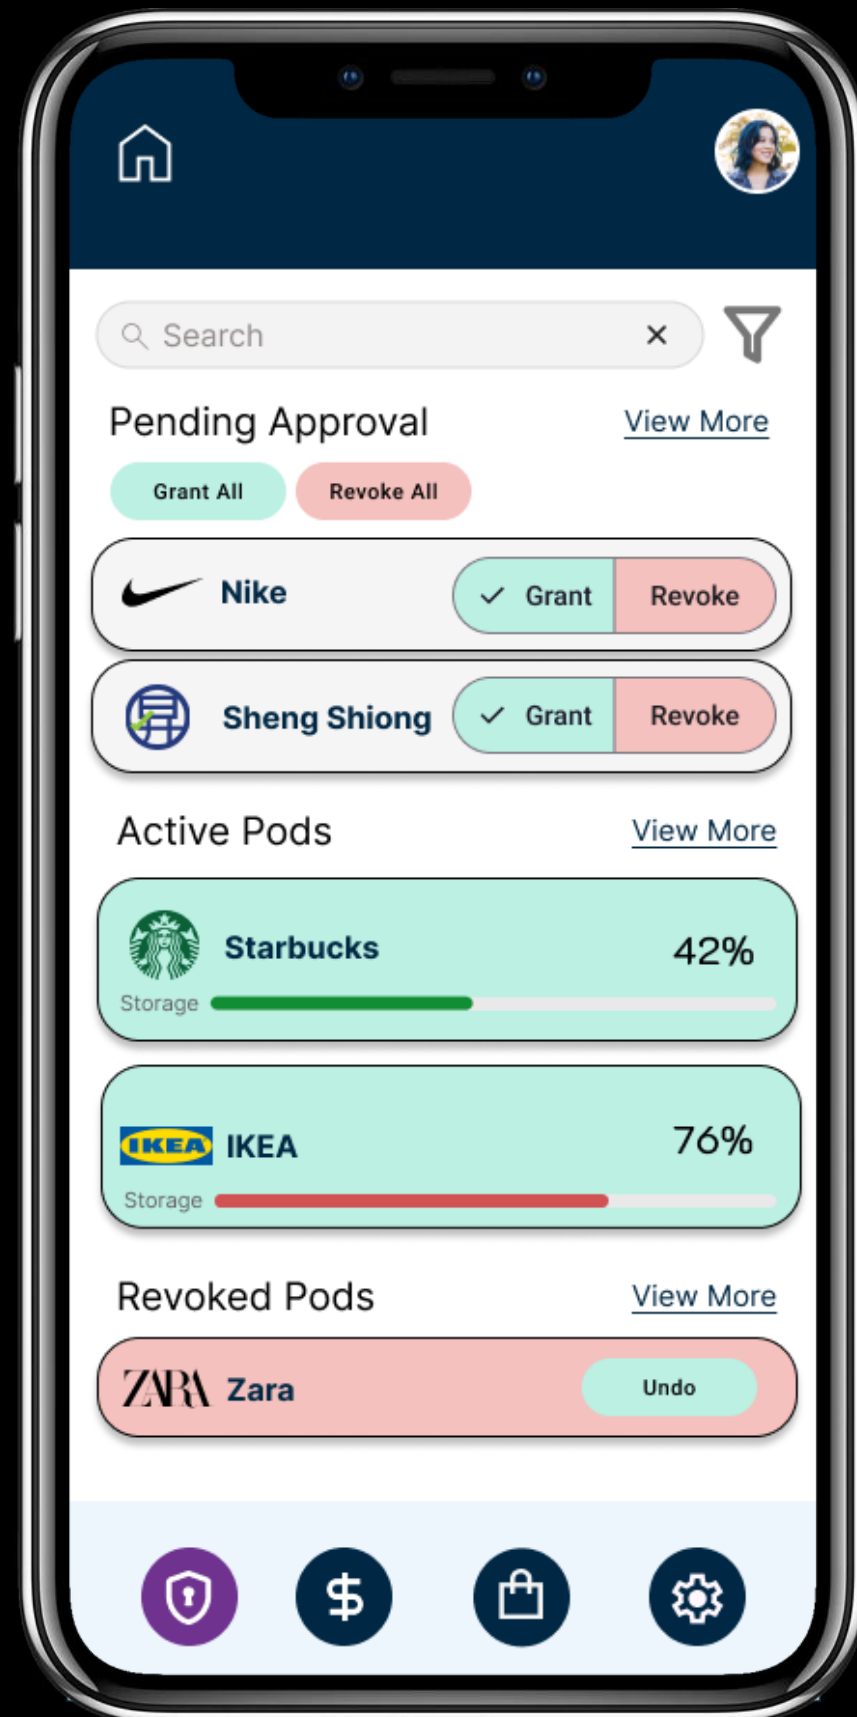 Search
Pending Approval View More
Grant All Revoke All
Nike Grant Revoke
Sheng Shiong Grant Revoke
Active Pods View More
Starbucks 42%
Storage
IKEA IKEA 76%
Storage
Revoked Pods View More
ZARA Zara Undo
$